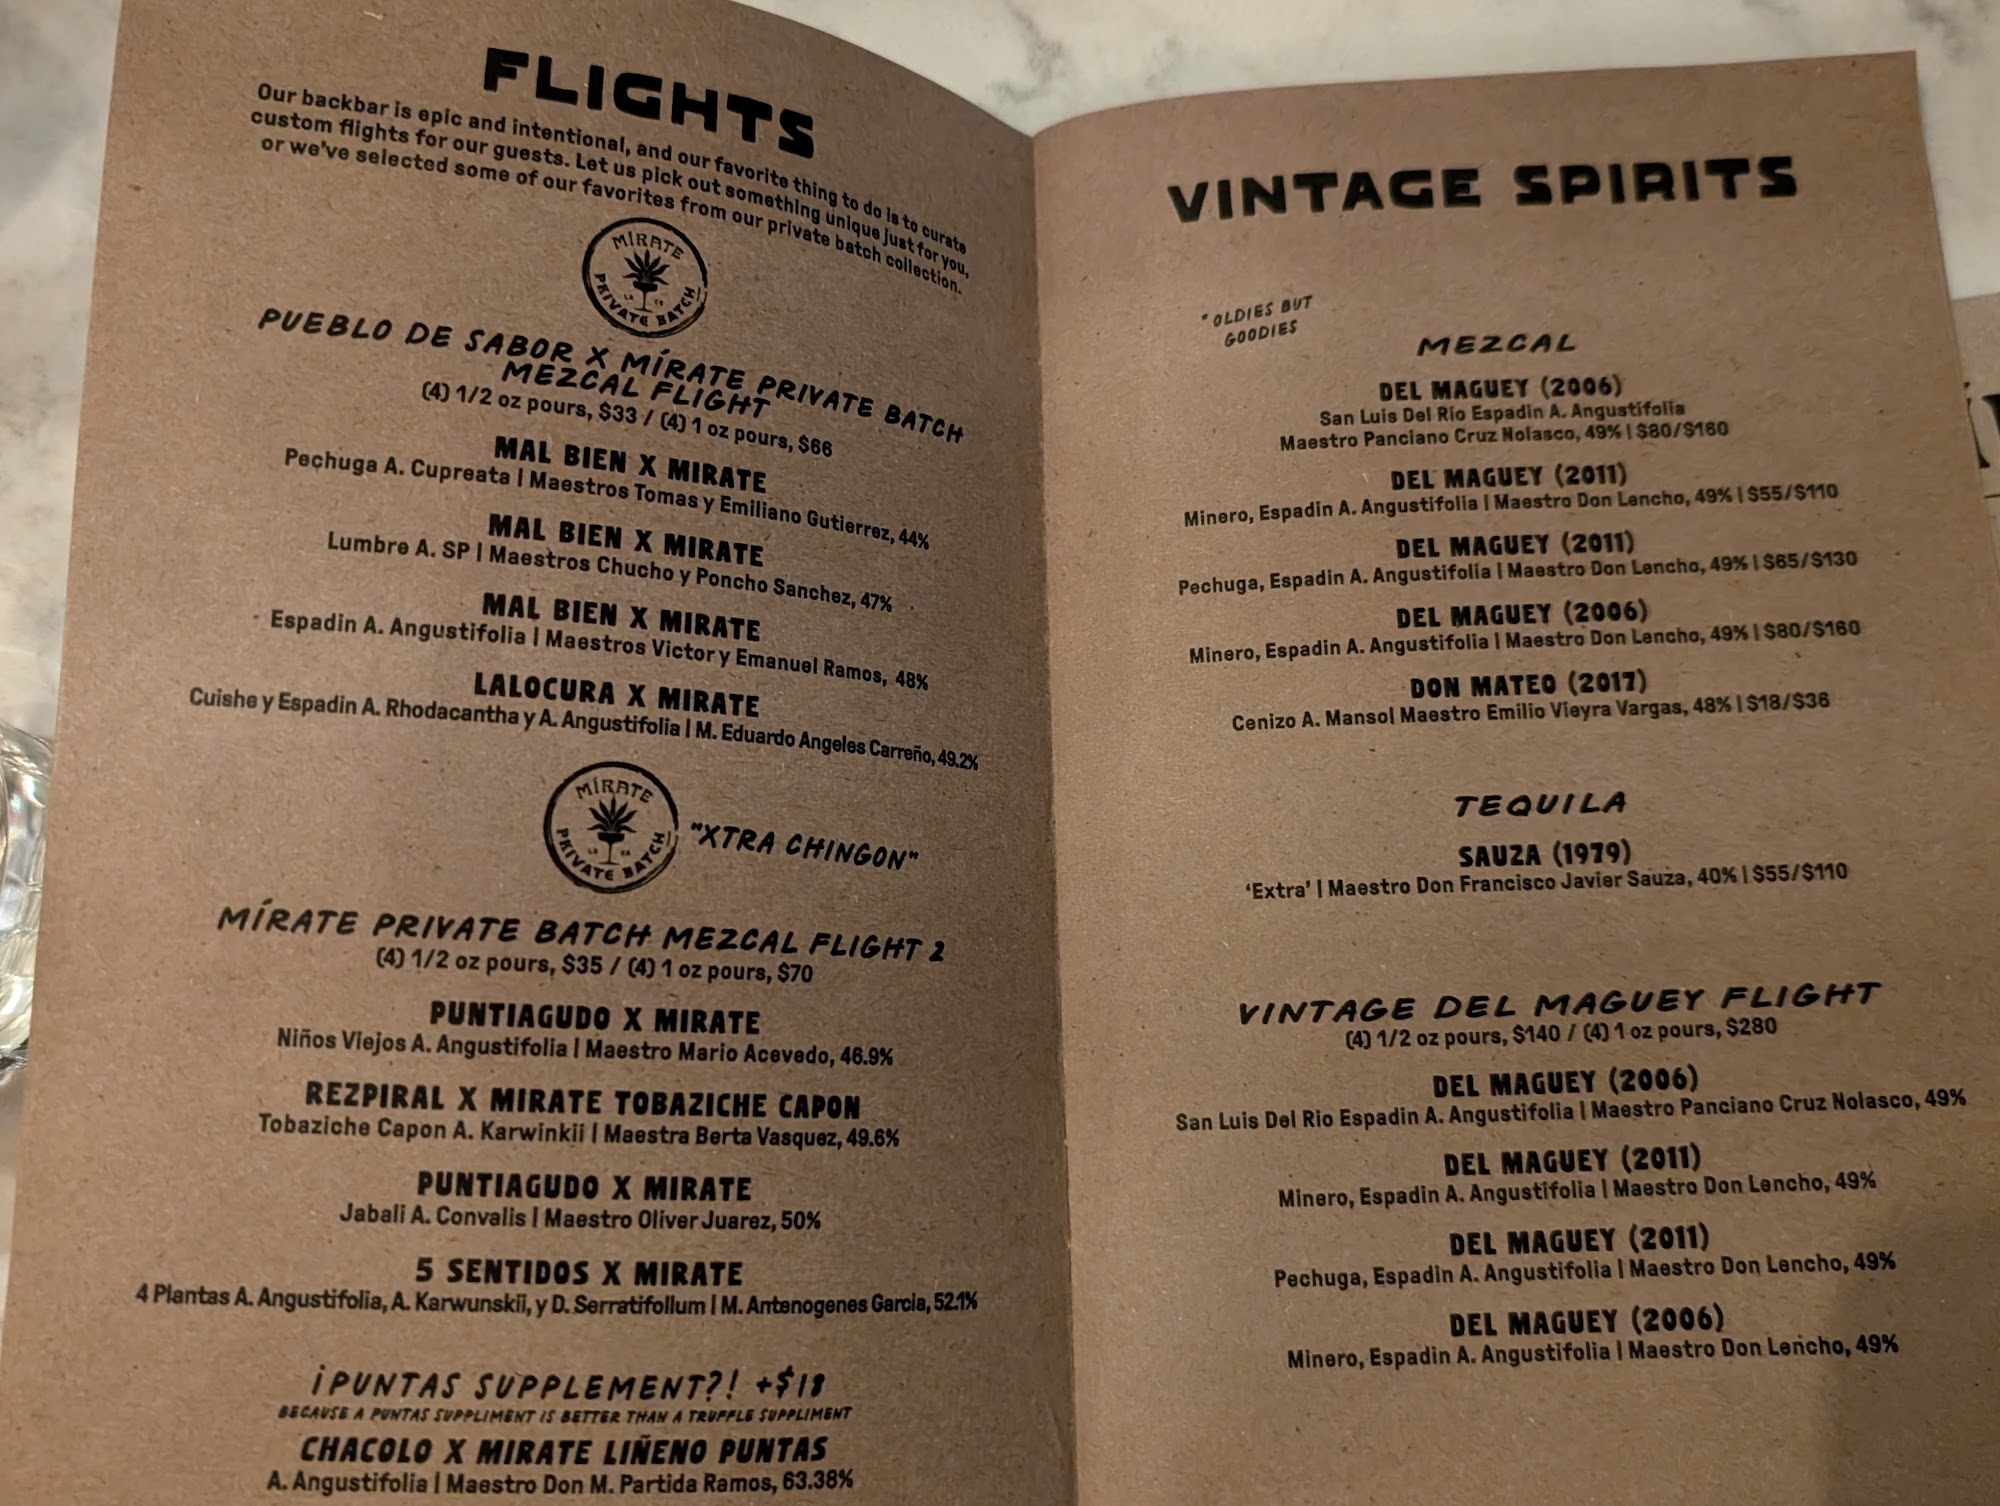 FLIGHTS
Our backbar is epic and intentional, and our favorite thing to do is to curate
custom flights for our guests. Let us pick out something unique just for you,
or we've selected some of our favorites from our private batch collection.
MÍRATE
PRIVATE BATCH
PUEBLO DE SABOR X MÍRATE PRIVATE BATCH
MEZCAL FLIGHT
(4) 1/2 oz pours, $33 / (4) 1 oz pours, $66
MAL BIEN X MIRATE
Pechuga A. Cupreata | Maestros Tomas y Emiliano Gutierrez, 44%
MAL BIEN X MIRATE
Lumbre A. SP | Maestros Chucho y Poncho Sanchez, 47%
MAL BIEN X MIRATE
Espadin A. Angustifolia | Maestros Victor y Emanuel Ramos, 48%
LALOCURA X MIRATE
Cuishe y Espadin A. Rhodacantha y A. Angustifolia | M. Eduardo Angeles Carreño, 49.2%
MÍRATE
PRIVATE BATCH
"XTRA CHINGON"
MÍRATE PRIVATE BATCH MEZCAL FLIGHT 2
(4) 1/2 oz pours, $35 / (4) 1 oz pours, $70
PUNTIAGUDO X MIRATE
Niños Viejos A. Angustifolia | Maestro Mario Acevedo, 46.9%
REZPIRAL X MIRATE TOBAZICHE CAPON
Tobaziche Capon A. Karwinkii | Maestra Berta Vasquez, 49.6%
PUNTIAGUDO X MIRATE
Jabali A. Convalis | Maestro Oliver Juarez, 50%
5 SENTIDOS X MIRATE
4 Plantas A. Angustifolia, A. Karwunskii, y D. Serratifollum | M. Antenogenes Garcia, 52.1%
¡PUNTAS SUPPLEMENT?! +$18
BECAUSE A PUNTAS SUPPLIMENT IS BETTER THAN A TRUFFLE SUPPLIMENT
CHACOLO X MIRATE LIÑENO PUNTAS
A. Angustifolia | Maestro Don M. Partida Ramos, 63.38%
VINTAGE SPIRITS
*OLDIES BUT
GOODIES
MEZCAL
DEL MAGUEY (2006)
San Luis Del Rio Espadin A. Angustifolia
Maestro Panciano Cruz Nolasco, 49% | $80/$160
DEL MAGUEY (2011)
Minero, Espadin A. Angustifolia | Maestro Don Lencho, 49% | $55/$110
DEL MAGUEY (2011)
Pechuga, Espadin A. Angustifolia | Maestro Don Lencho, 49% | $65/$130
DEL MAGUEY (2006)
Minero, Espadin A. Angustifolia | Maestro Don Lencho, 49% | $80/$160
DON MATEO (2017)
Cenizo A. Mansol Maestro Emilio Vieyra Vargas, 48% | $18/$36
TEQUILA
SAUZA (1979)
'Extra' | Maestro Don Francisco Javier Sauza, 40% | $55/$110
VINTAGE DEL MAGUEY FLIGHT
(4) 1/2 oz pours, $140 / (4) 1 oz pours, $280
DEL MAGUEY (2006)
San Luis Del Rio Espadin A. Angustifolia | Maestro Panciano Cruz Nolasco, 49%
DEL MAGUEY (2011)
Minero, Espadin A. Angustifolia | Maestro Don Lencho, 49%
DEL MAGUEY (2011)
Pechuga, Espadin A. Angustifolia | Maestro Don Lencho, 49%
DEL MAGUEY (2006)
Minero, Espadin A. Angustifolia | Maestro Don Lencho, 49%